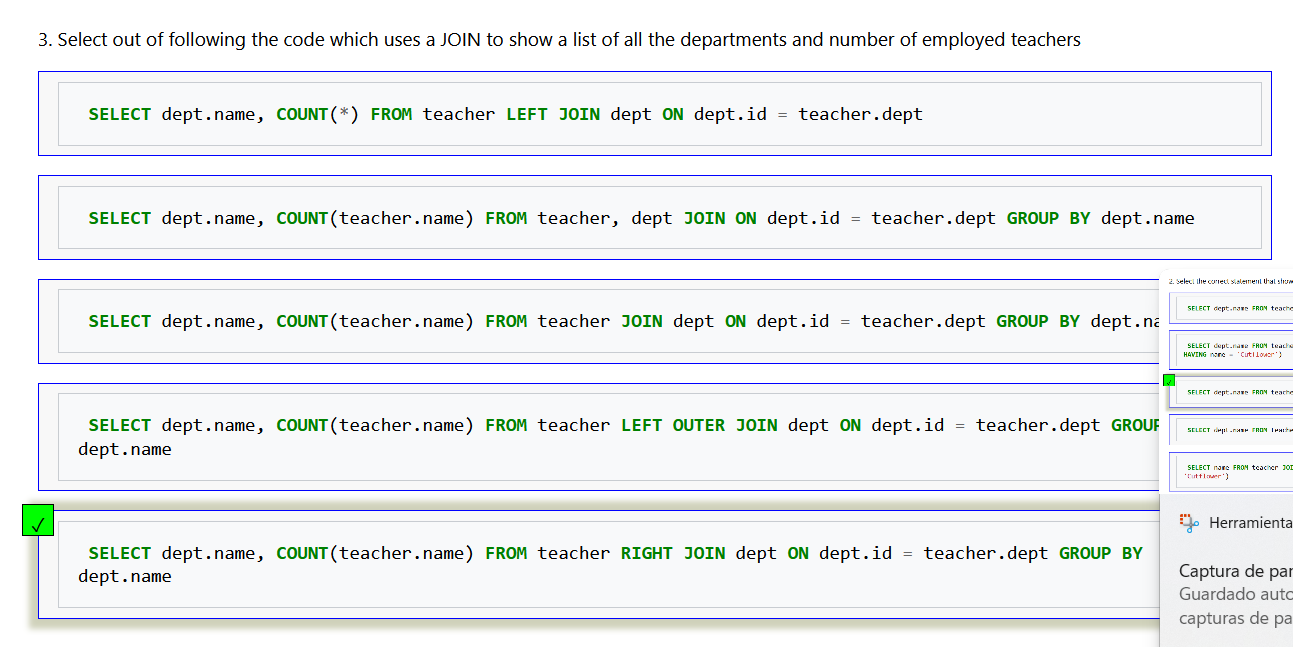 3. Select out of following the code which uses a JOIN to show a list of all the departments and number of employed teachers
SELECT dept.name, COUNT(*) FROM teacher LEFT JOIN dept ON dept.id = teacher.dept
SELECT dept.name, COUNT(teacher.name) FROM teacher, dept JOIN ON dept.id = teacher.dept GROUP BY dept.name
SELECT dept.name, COUNT(teacher.name) FROM teacher JOIN dept ON dept.id = teacher.dept GROUP BY dept.na
SELECT dept.name, COUNT(teacher.name) FROM teacher LEFT OUTER JOIN dept ON dept.id = teacher.dept GROUP
dept.name
SELECT dept.name, COUNT(teacher.name) FROM teacher RIGHT JOIN dept ON dept.id = teacher.dept GROUP BY
dept.name
2. Select the correct statement that show
SELECT dept.name FROM teache
SELECT dept.name FROM teache
HAVING name = 'Cutflower')
SELECT dept.name FROM teache
SELECT dept.name FROM teache
SELECT name FROM teacher JOI
'Cutflower')
Herramienta
Captura de par
Guardado auto
capturas de pa